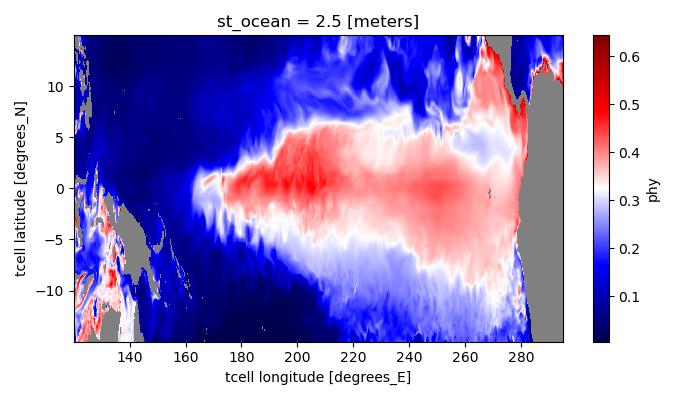 st_ocean = 2.5 [meters]
10
5
0
−5
−10
tcell latitude [degrees_N]
140 160 180 200 220 240 260 280
tcell longitude [degrees_E]
0.6
0.5
0.4
0.3
0.2
0.1
phy